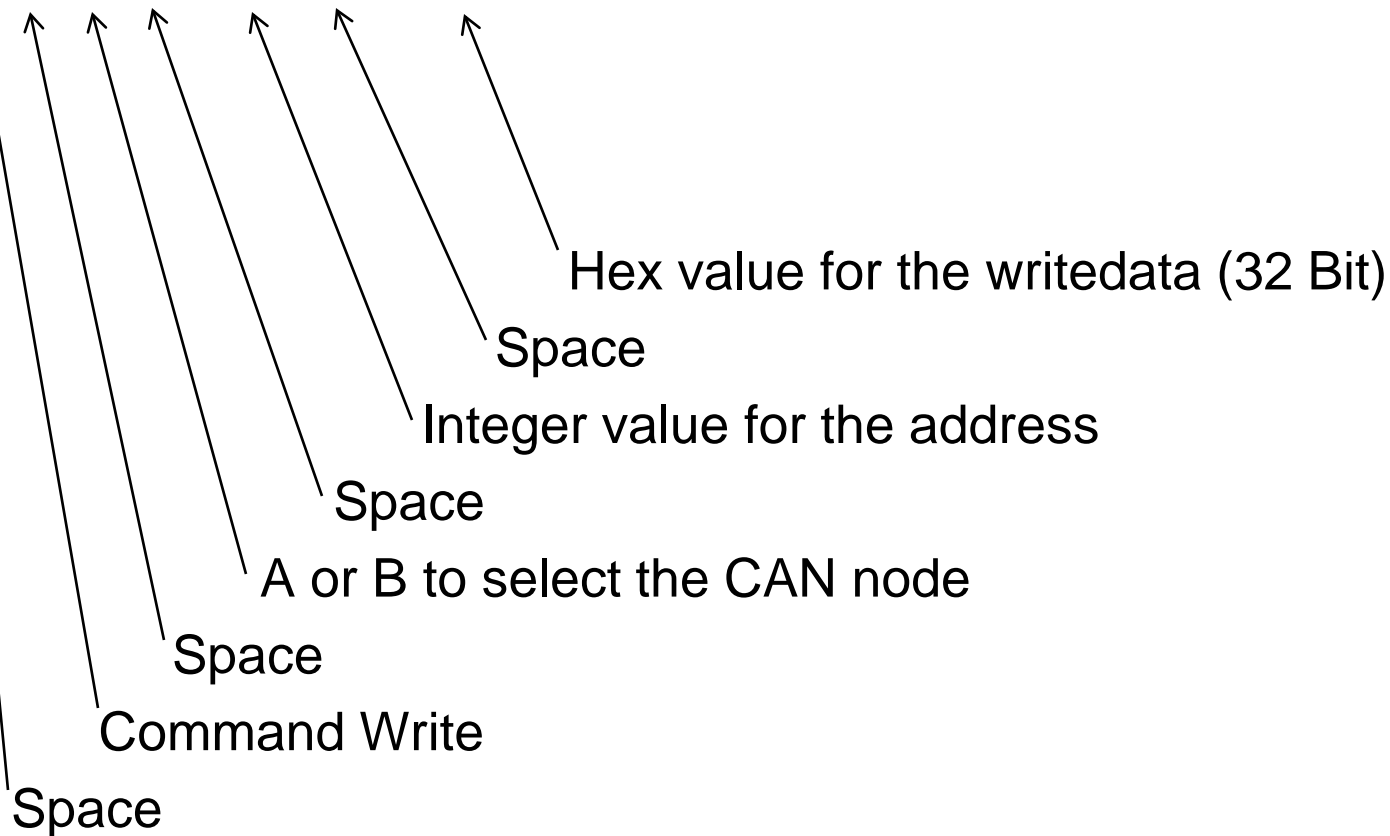 Hex value for the writedata (32 Bit)
Space
Integer value for the address
Space
A or B to select the CAN node
Space
Command Write
Space